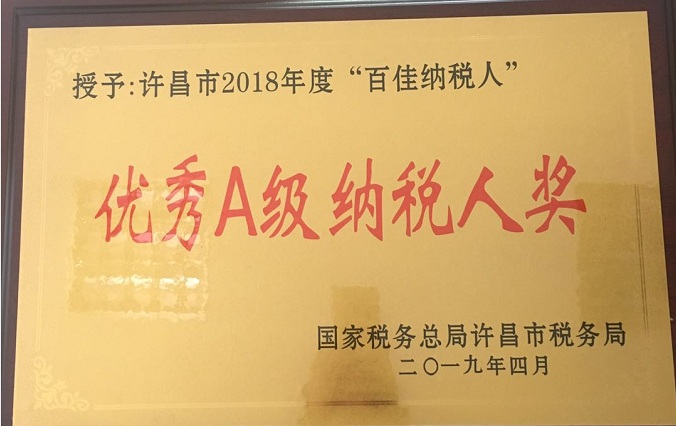 授予:许昌市2018年度“百佳纳税人”
优秀A级纳税人奖
国家税务总局许昌市税务局
二〇一九年四月